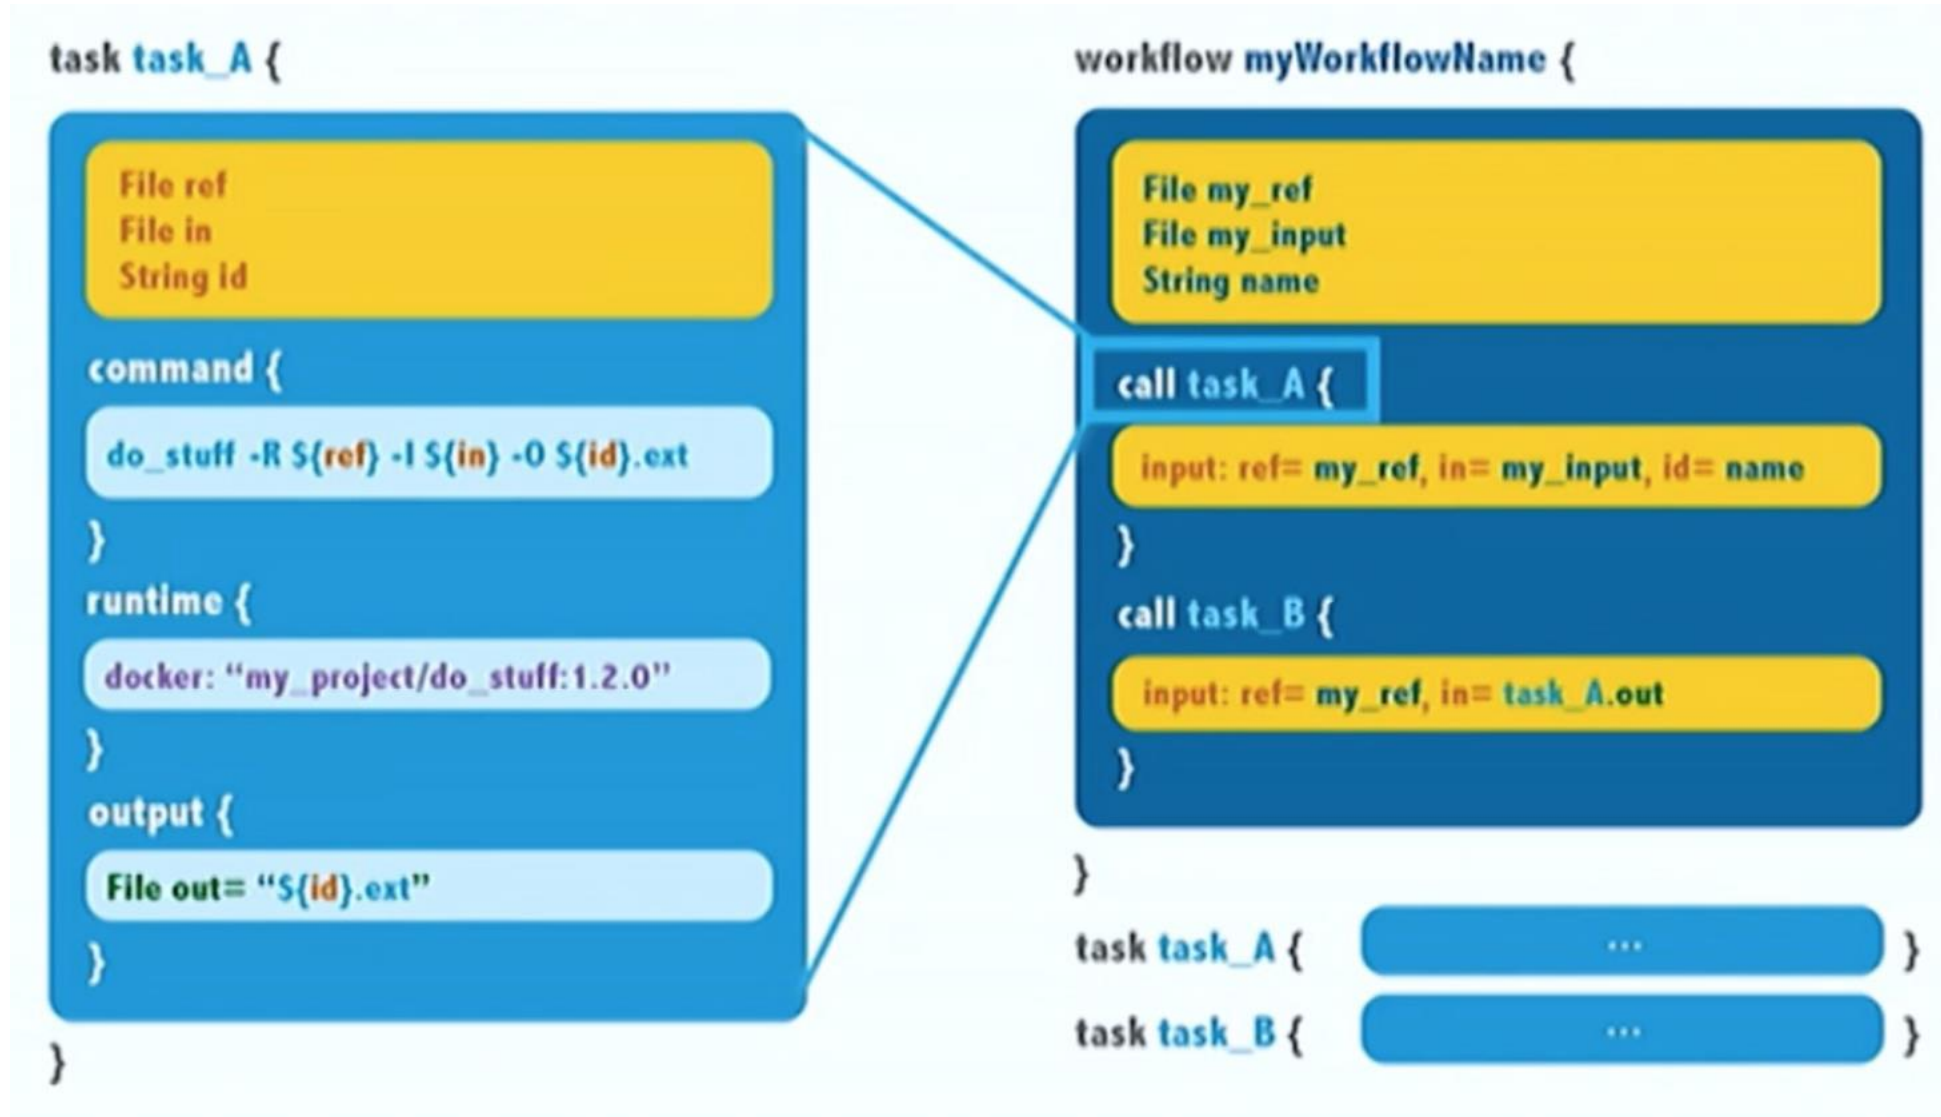 task task_A {
File ref
File in
String id
command {
do_stuff -R ${ref} -I ${in} -O ${id}.ext
}
runtime {
docker: “my_project/do_stuff:1.2.0”
}
output {
File out= “${id}.ext”
}
}
workflow myWorkflowName {
File my_ref
File my_input
String name
call task_A {
input: ref= my_ref, in= my_input, id= name
}
call task_B {
input: ref= my_ref, in= task_A.out
}
}
task task_A { ... }
task task_B { ... }